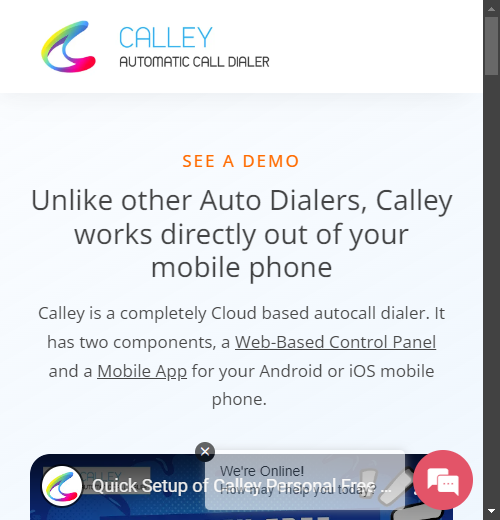 CALLEY
AUTOMATIC CALL DIALER
SEE A DEMO
Unlike other Auto Dialers, Calley
works directly out of your
mobile phone
Calley is a completely Cloud based autocall dialer. It
has two components, a Web-Based Control Panel
and a Mobile App for your Android or iOS mobile
phone.
We're Online!
How may I help you today?
CALLEY
Quick Setup of Calley Personal Free ...